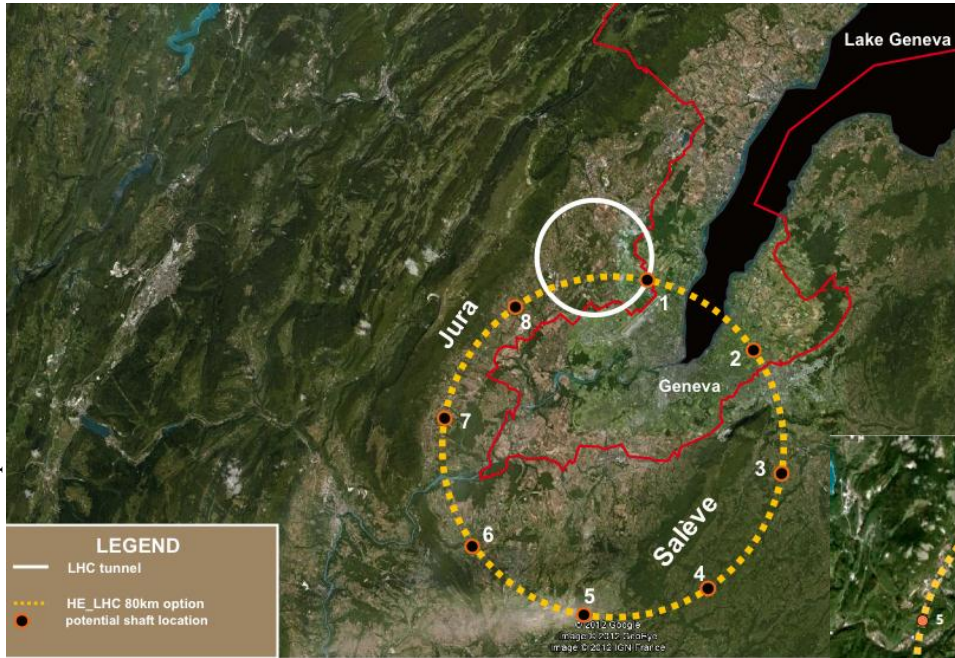 Lake Geneva
1
8
Jura
2
Geneva
7
3
Salève
6
4
5
5
LEGEND
LHC tunnel
HE_LHC 80km option
potential shaft location
© 2012 Google
Image © 2012 GeoEye
Image © 2012 IGN-France